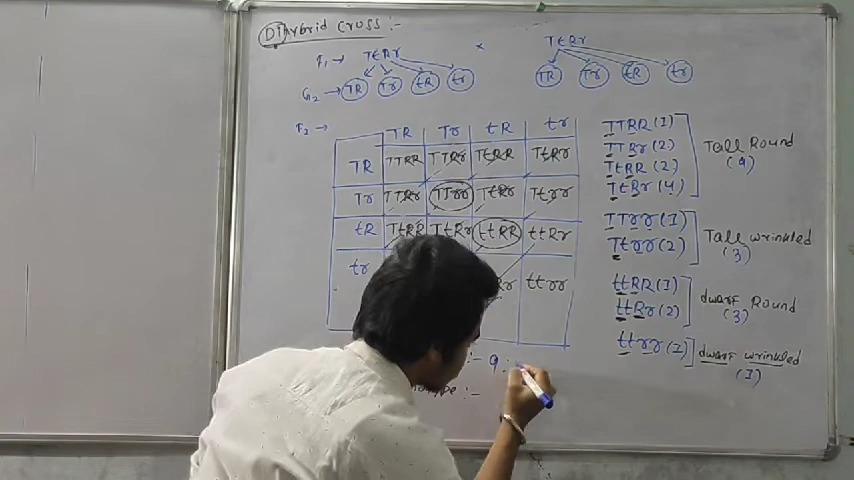 Dihybrid cross :-
F1 → TtRr × TtRr
G2 → TR Tr tR tr TR Tr tR tr
F2 →
TR Tr tR tr
TR TTRR TTRr TtRR TtRr
Tr TTRr TTrr TtRr Ttrr
tR TtRR TtRr ttRR ttRr
tr ttrr
TTRR (1)
TTRr (2)
TtRR (2)
TtRr (4)
Tall Round
(9)
TTrr (1)
Ttrr (2)
Tall wrinkled
(3)
ttRR (1)
ttRr (2)
dwarf Round
(3)
ttrr (1)
dwarf wrinkled
(1)
:- 9 :
:-